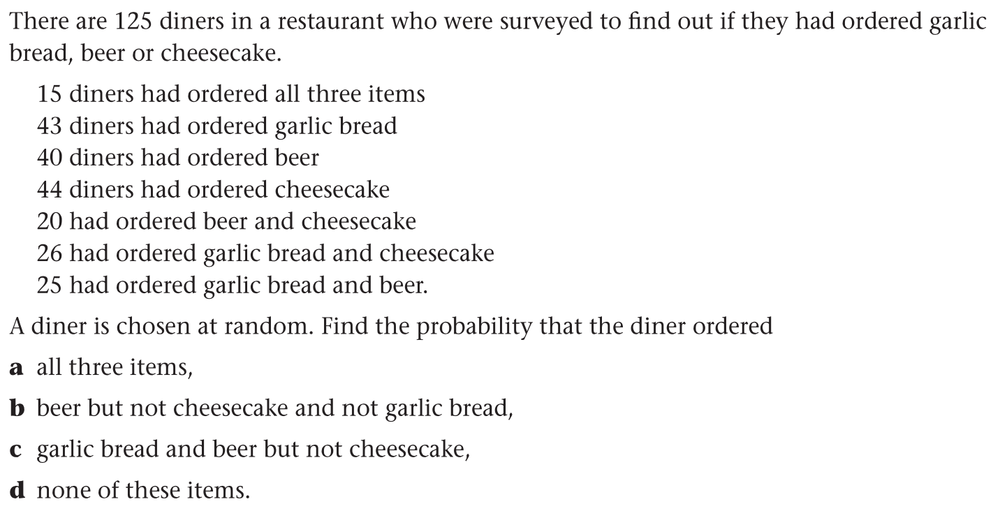 There are 125 diners in a restaurant who were surveyed to find out if they had ordered garlic
bread, beer or cheesecake.
15 diners had ordered all three items
43 diners had ordered garlic bread
40 diners had ordered beer
44 diners had ordered cheesecake
20 had ordered beer and cheesecake
26 had ordered garlic bread and cheesecake
25 had ordered garlic bread and beer.
A diner is chosen at random. Find the probability that the diner ordered
a all three items,
b beer but not cheesecake and not garlic bread,
c garlic bread and beer but not cheesecake,
d none of these items.